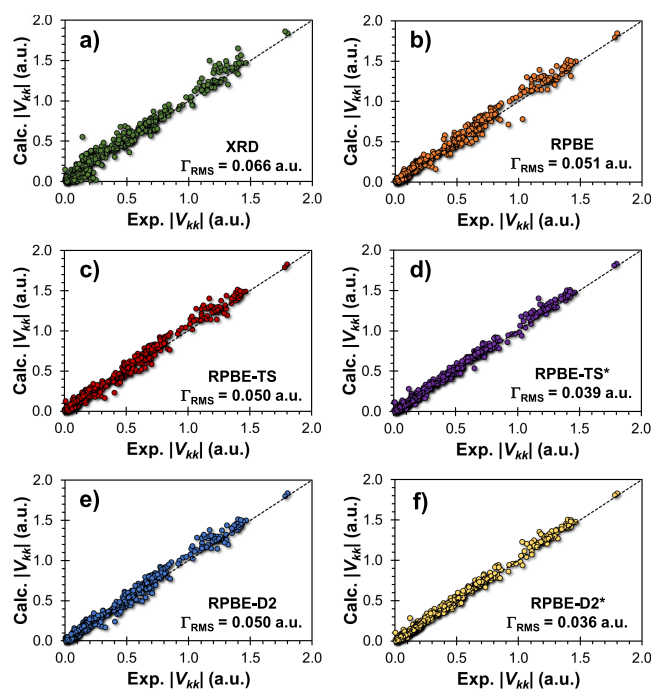 a)
2.0
1.5
1.0
0.5
0.0
Calc. |Vkk| (a.u.)
XRD
ΓRMS = 0.066 a.u.
0.0 0.5 1.0 1.5 2.0
Exp. |Vkk| (a.u.)
b)
2.0
1.5
1.0
0.5
0.0
Calc. |Vkk| (a.u.)
RPBE
ΓRMS = 0.051 a.u.
0.0 0.5 1.0 1.5 2.0
Exp. |Vkk| (a.u.)
c)
2.0
1.5
1.0
0.5
0.0
Calc. |Vkk| (a.u.)
RPBE-TS
ΓRMS = 0.050 a.u.
0.0 0.5 1.0 1.5 2.0
Exp. |Vkk| (a.u.)
d)
2.0
1.5
1.0
0.5
0.0
Calc. |Vkk| (a.u.)
RPBE-TS*
ΓRMS = 0.039 a.u.
0.0 0.5 1.0 1.5 2.0
Exp. |Vkk| (a.u.)
e)
2.0
1.5
1.0
0.5
0.0
Calc. |Vkk| (a.u.)
RPBE-D2
ΓRMS = 0.050 a.u.
0.0 0.5 1.0 1.5 2.0
Exp. |Vkk| (a.u.)
f)
2.0
1.5
1.0
0.5
0.0
Calc. |Vkk| (a.u.)
RPBE-D2*
ΓRMS = 0.036 a.u.
0.0 0.5 1.0 1.5 2.0
Exp. |Vkk| (a.u.)